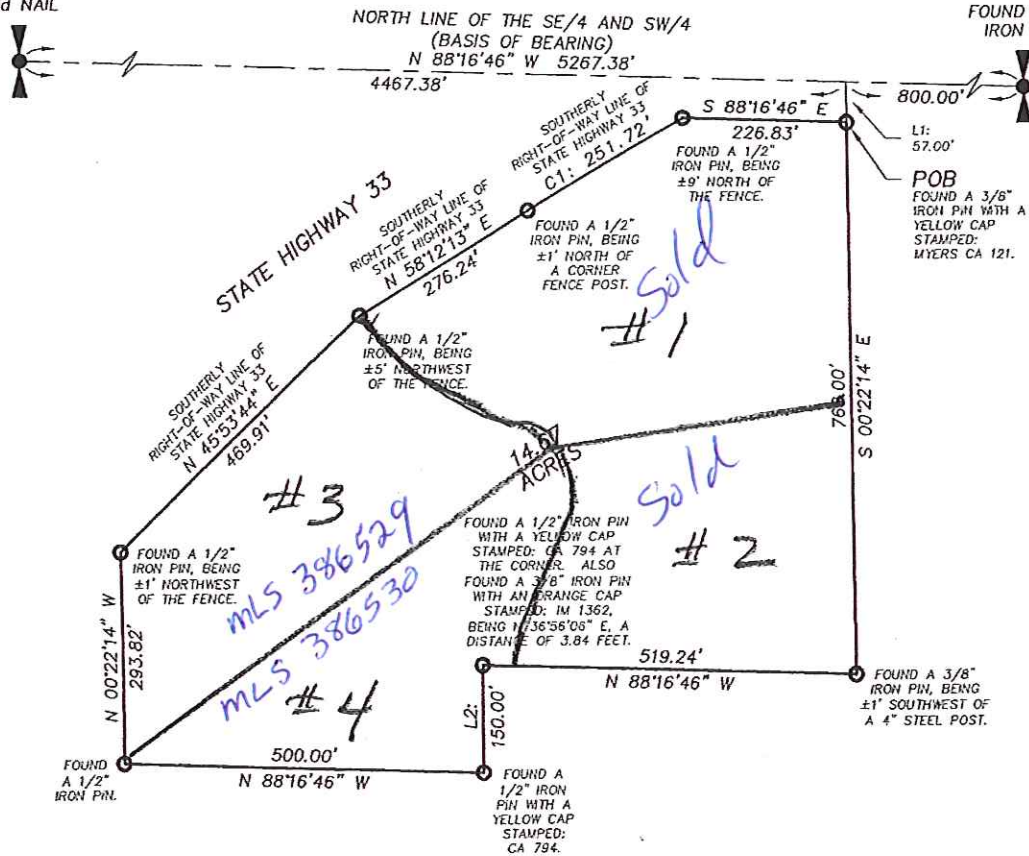 d NAIL
NORTH LINE OF THE SE/4 AND SW/4
(BASIS OF BEARING)
N 88°16'46" W 5267.38'
4467.38'
FOUND
IRON
800.00'
L1:
57.00'
S 88°16'46" E
226.83'
FOUND A 1/2"
IRON PIN, BEING
±9' NORTH OF
THE FENCE.
POB
FOUND A 3/8"
IRON PIN WITH A
YELLOW CAP
STAMPED:
MYERS CA 121.
SOUTHERLY
RIGHT-OF-WAY LINE OF
STATE HIGHWAY 33
C1: 251.72'
FOUND A 1/2"
IRON PIN, BEING
±1' NORTH OF
A CORNER
FENCE POST.
STATE HIGHWAY 33
SOUTHERLY
RIGHT-OF-WAY LINE OF
STATE HIGHWAY 33
N 58°12'13" E
276.24'
FOUND A 1/2"
IRON PIN, BEING
±5' NORTHWEST
OF THE FENCE.
Sold
#1
SOUTHERLY
RIGHT-OF-WAY LINE OF
STATE HIGHWAY 33
N 45°53'44" E
469.91'
S 00°22'14" E
14.67
ACRES
#3
Sold
#2
FOUND A 1/2" IRON PIN
WITH A YELLOW CAP
STAMPED: CA 794 AT
THE CORNER. ALSO
FOUND A 3/8" IRON PIN
WITH AN ORANGE CAP
STAMPED: IM 1362,
BEING N 36°56'08" E, A
DISTANCE OF 3.84 FEET.
FOUND A 1/2"
IRON PIN, BEING
±1' NORTHWEST
OF THE FENCE.
MLS 386529
MLS 386530
#4
N 00°22'14" W
293.82'
519.24'
N 88°16'46" W
FOUND A 3/8"
IRON PIN, BEING
±1' SOUTHWEST OF
A 4" STEEL POST.
L2:
150.00'
500.00'
N 88°16'46" W
FOUND
A 1/2"
IRON PIN.
FOUND A
1/2" IRON
PIN WITH A
YELLOW CAP
STAMPED:
CA 794.